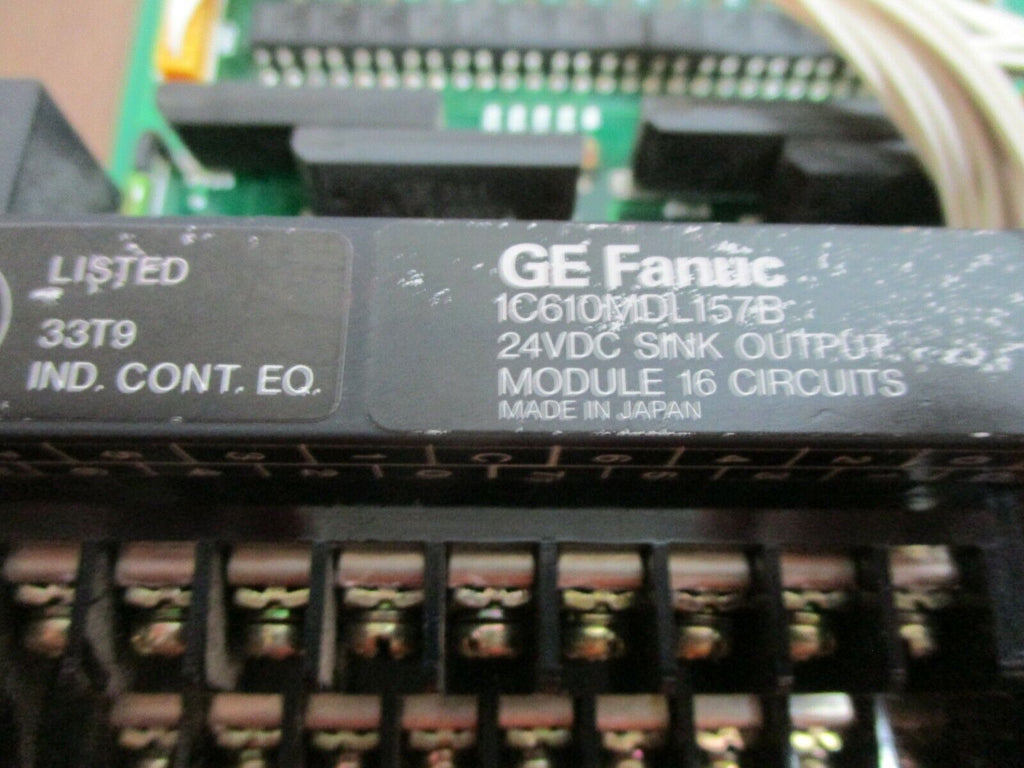 LISTED
33T9
IND. CONT. EQ.
GE Fanuc
1C610MDL157B
24VDC SINK OUTPUT
MODULE 16 CIRCUITS
MADE IN JAPAN